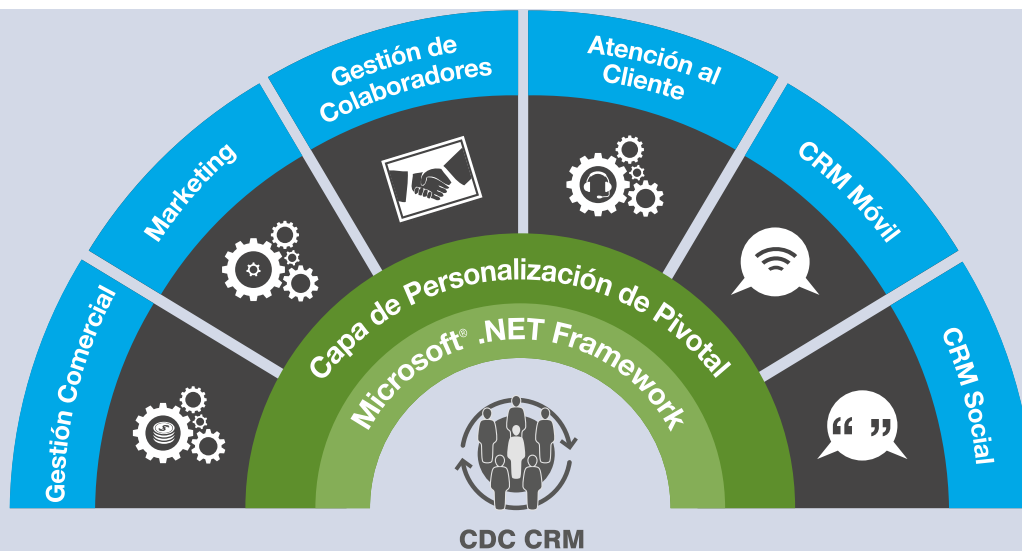 Gestión Comercial
Marketing
Gestión de
Colaboradores
Atención al
Cliente
CRM Móvil
CRM Social
Capa de Personalización de Pivotal
Microsoft® .NET Framework
CDC CRM